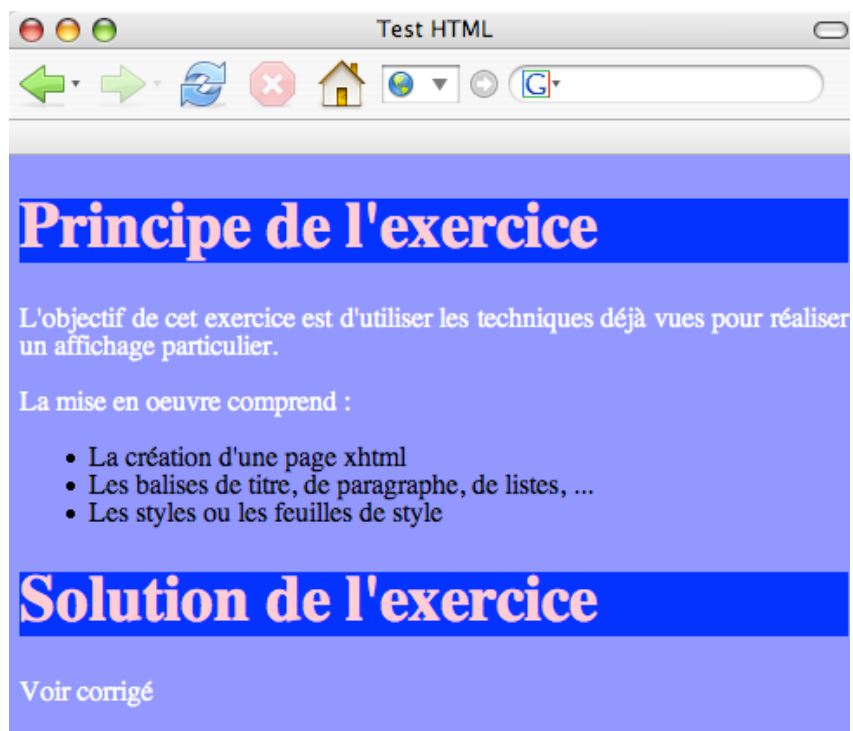 Test HTML
G
Principe de l'exercice
L'objectif de cet exercice est d'utiliser les techniques déjà vues pour réaliser
un affichage particulier.
La mise en oeuvre comprend :
• La création d'une page xhtml
• Les balises de titre, de paragraphe, de listes, ...
• Les styles ou les feuilles de style
Solution de l'exercice
Voir corrigé